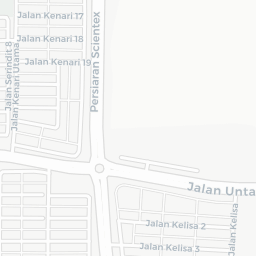 Jalan Kenari 17
Jalan Kenari 18
Jalan Kenari 19
Jalan Serindit 8
Jalan Kenari Utama
Persiaran Scientex
Jalan Unta
Jalan Kelisa 2
Jalan Kelisa 3
Jalan Kelisa